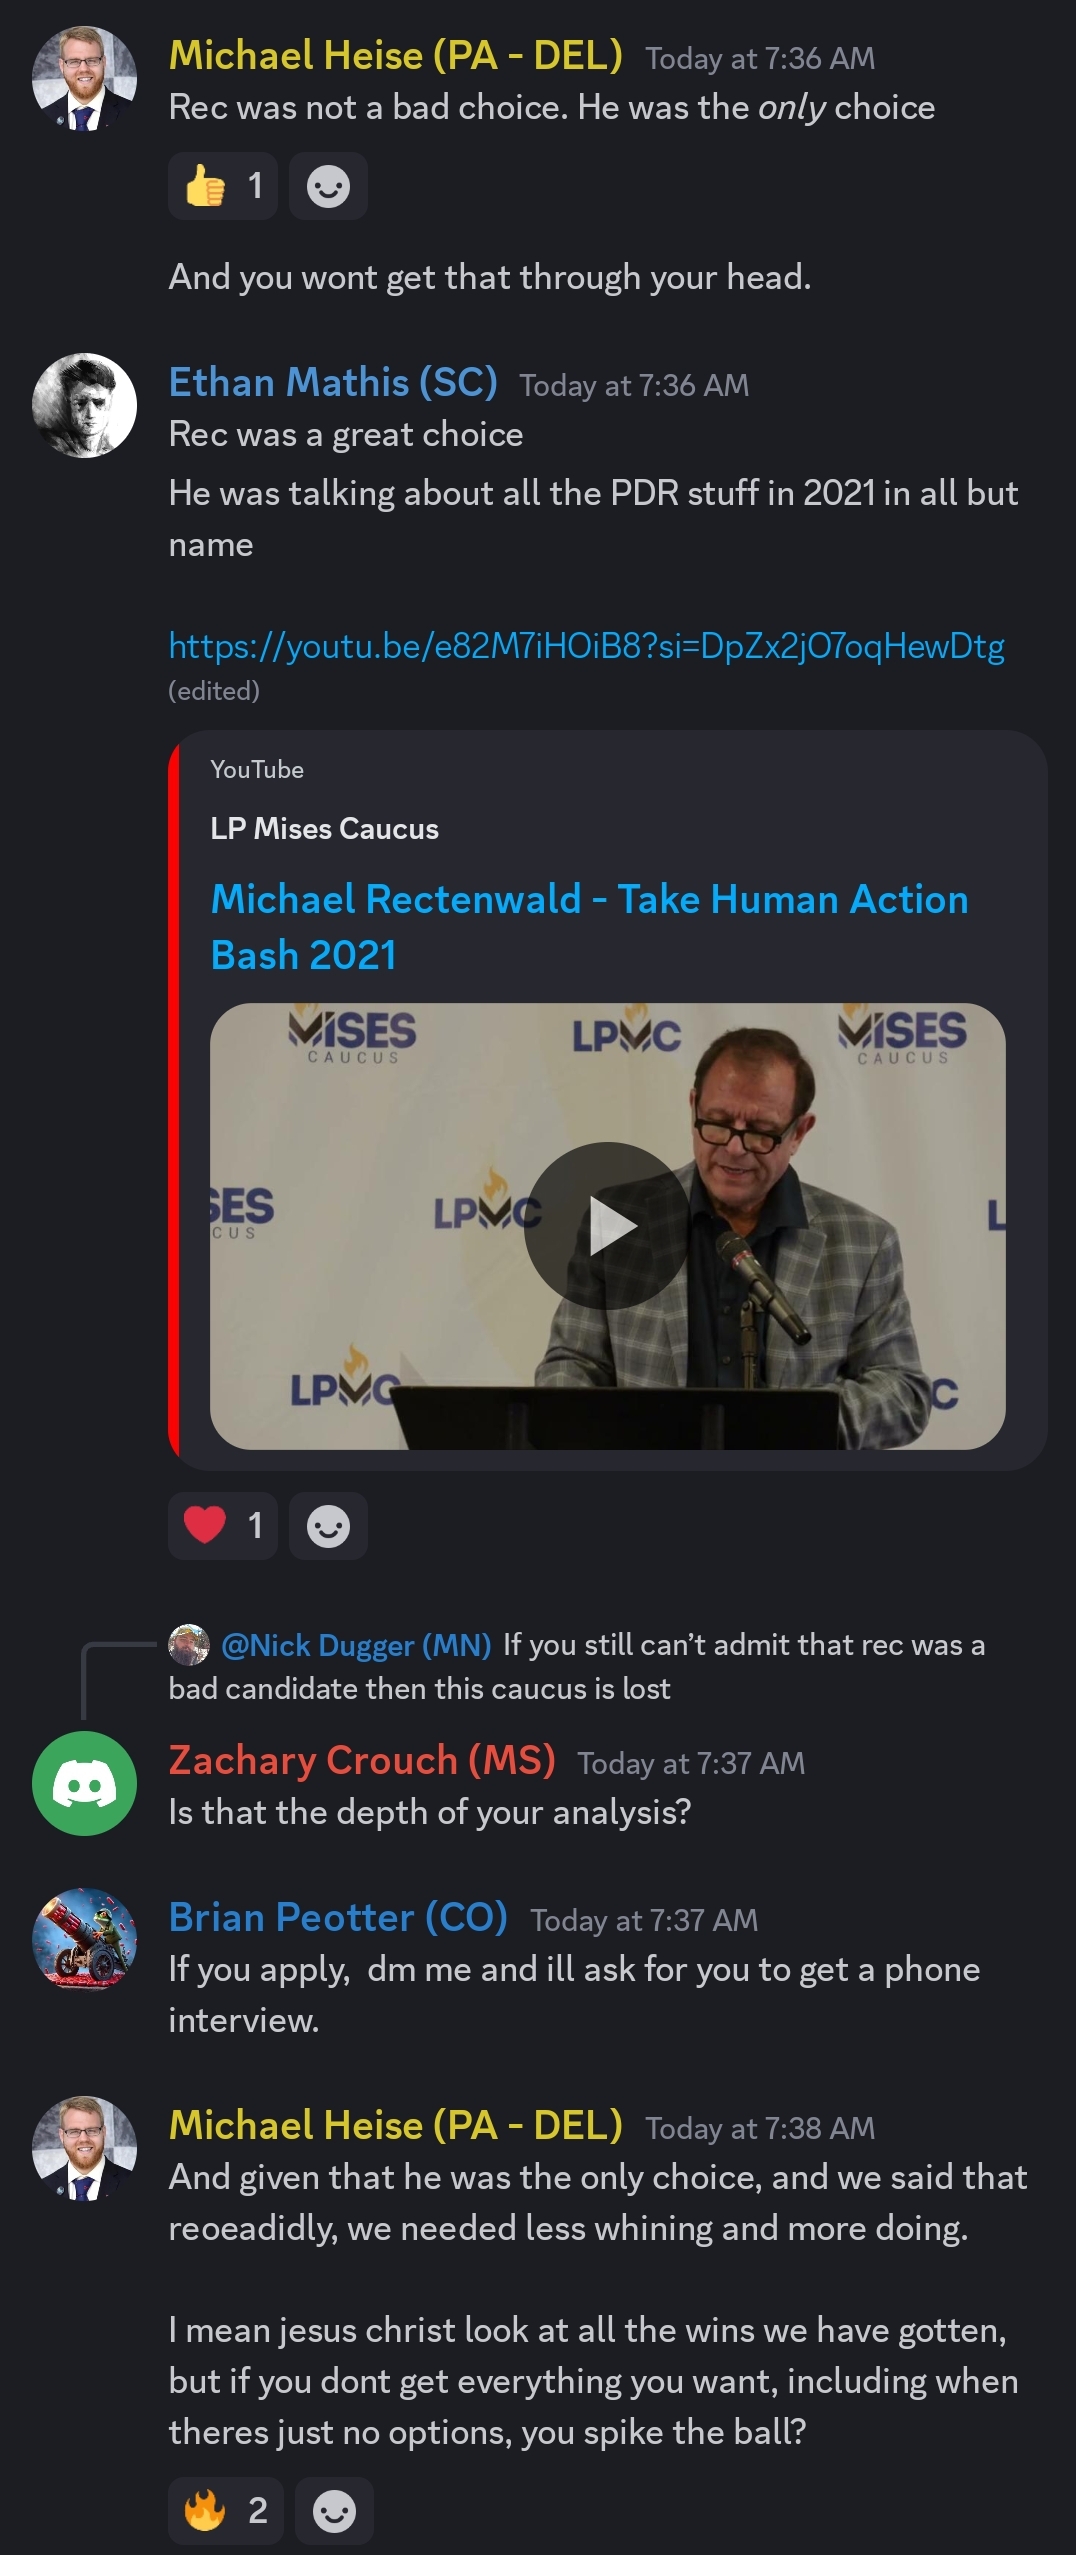 Michael Heise (PA - DEL) Today at 7:36 AM
Rec was not a bad choice. He was the only choice
👍 1
And you wont get that through your head.
Ethan Mathis (SC) Today at 7:36 AM
Rec was a great choice
He was talking about all the PDR stuff in 2021 in all but
name
https://youtu.be/e82M7iHOiB8?si=DpZx2jO7oqHewDtg
(edited)
YouTube
LP Mises Caucus
Michael Rectenwald - Take Human Action
Bash 2021
MISES
CAUCUS
LPMC
MISES
CAUCUS
SES
CUS
LPMC
L
LPMC
C
❤️ 1
@Nick Dugger (MN) If you still can’t admit that rec was a
bad candidate then this caucus is lost
Zachary Crouch (MS) Today at 7:37 AM
Is that the depth of your analysis?
Brian Peotter (CO) Today at 7:37 AM
If you apply,  dm me and ill ask for you to get a phone
interview.
Michael Heise (PA - DEL) Today at 7:38 AM
And given that he was the only choice, and we said that
reoeadidly, we needed less whining and more doing.
I mean jesus christ look at all the wins we have gotten,
but if you dont get everything you want, including when
theres just no options, you spike the ball?
🔥 2